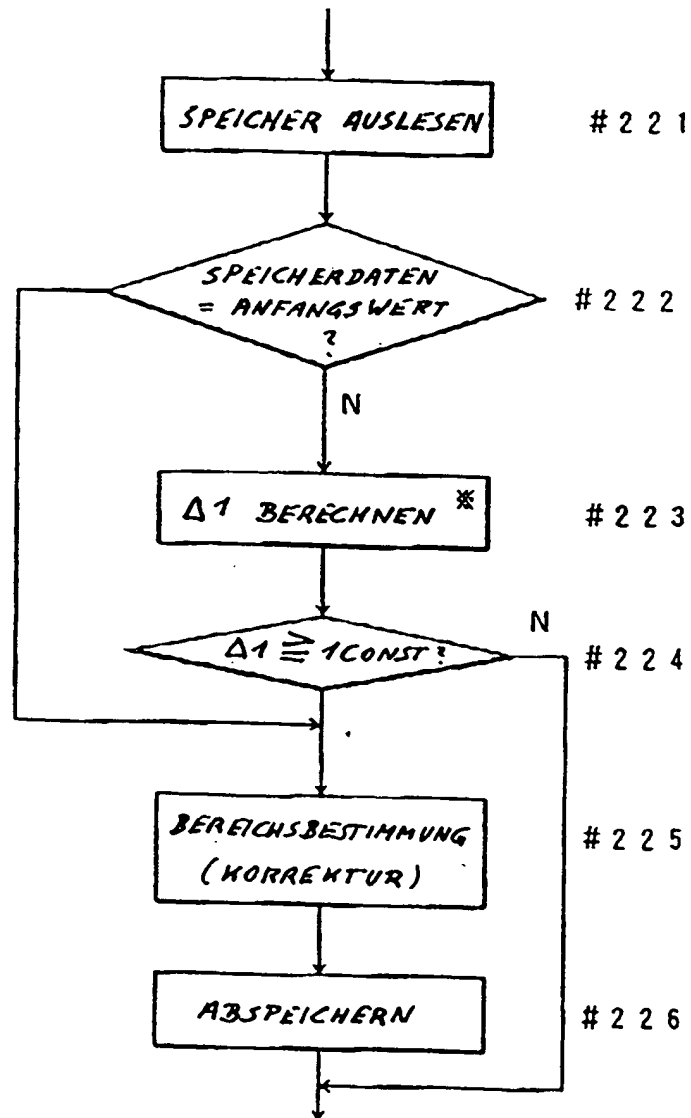 SPEICHER AUSLESEN
#221
SPEICHERDATEN
= ANFANGSWERT
?
#222
N
Δ1 BERECHNEN ※
#223
N
Δ1 ≧ 1CONST?
#224
BEREICHSBESTIMMUNG
(KORREKTUR)
#225
ABSPEICHERN
#226